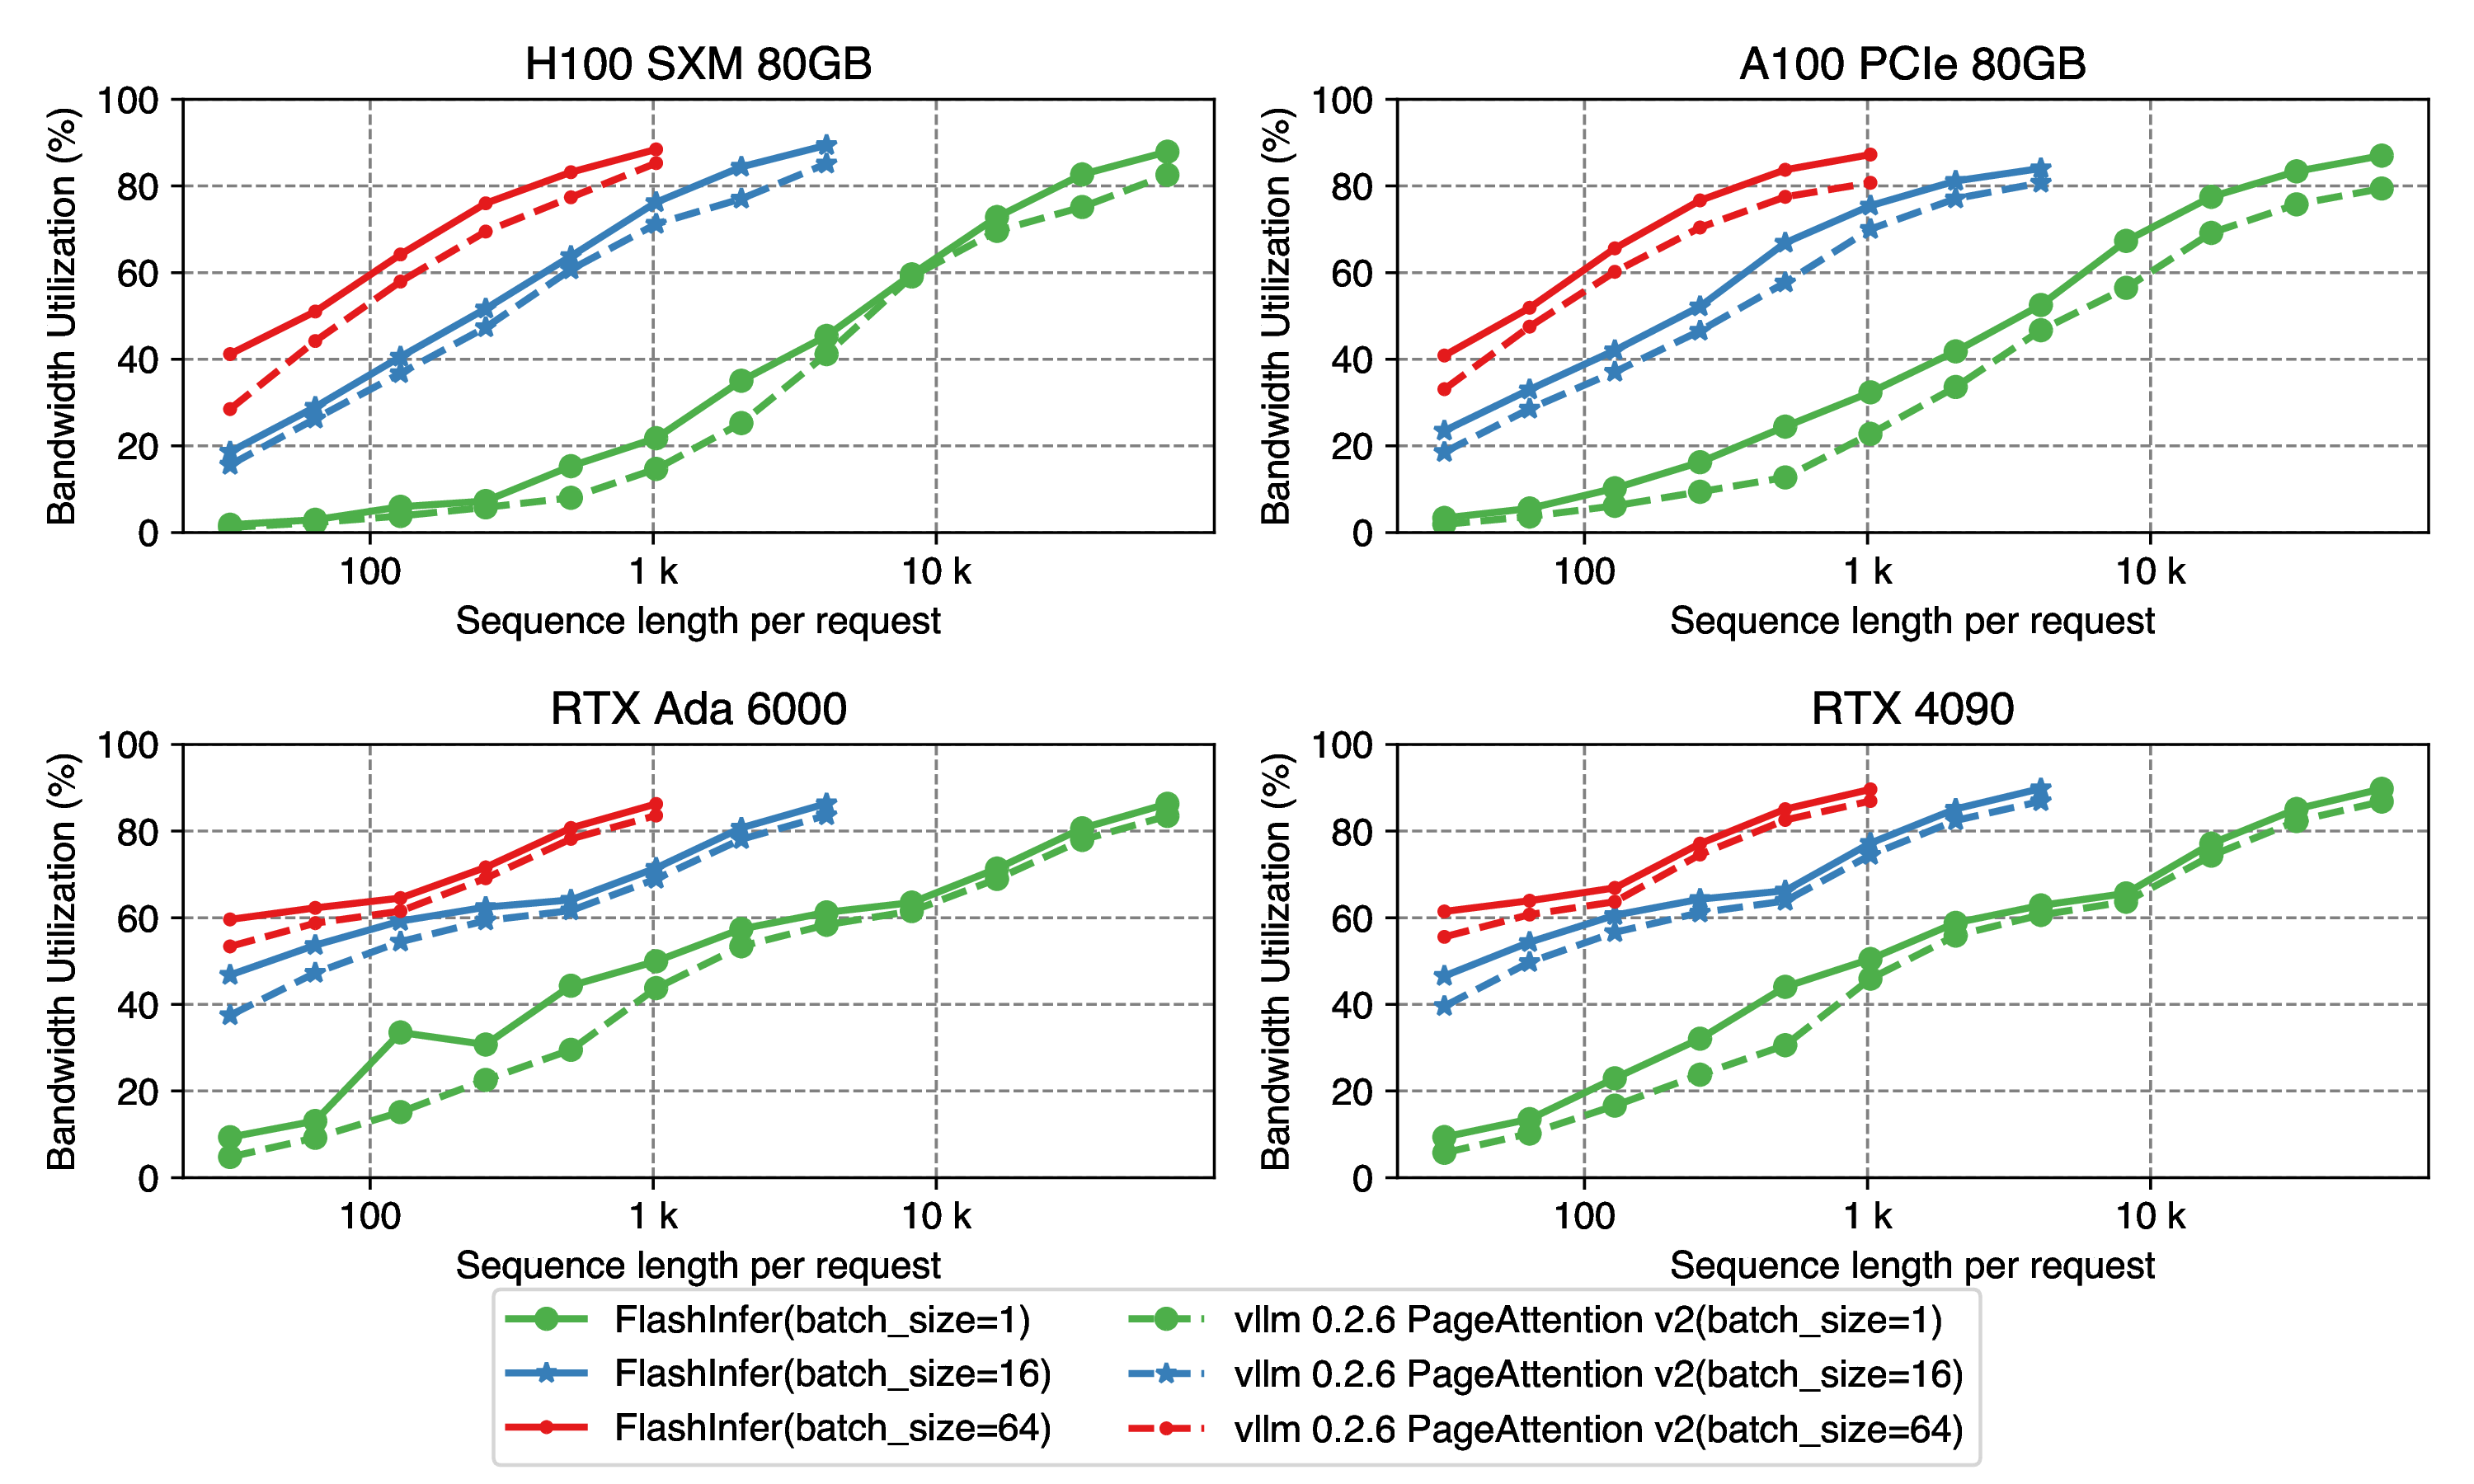 H100 SXM 80GB
Bandwidth Utilization (%)
100
80
60
40
20
0
100
1 k
10 k
Sequence length per request
A100 PCIe 80GB
Bandwidth Utilization (%)
100
80
60
40
20
0
100
1 k
10 k
Sequence length per request
RTX Ada 6000
Bandwidth Utilization (%)
100
80
60
40
20
0
100
1 k
10 k
Sequence length per request
RTX 4090
Bandwidth Utilization (%)
100
80
60
40
20
0
100
1 k
10 k
Sequence length per request
FlashInfer(batch_size=1)
FlashInfer(batch_size=16)
FlashInfer(batch_size=64)
vllm 0.2.6 PageAttention v2(batch_size=1)
vllm 0.2.6 PageAttention v2(batch_size=16)
vllm 0.2.6 PageAttention v2(batch_size=64)